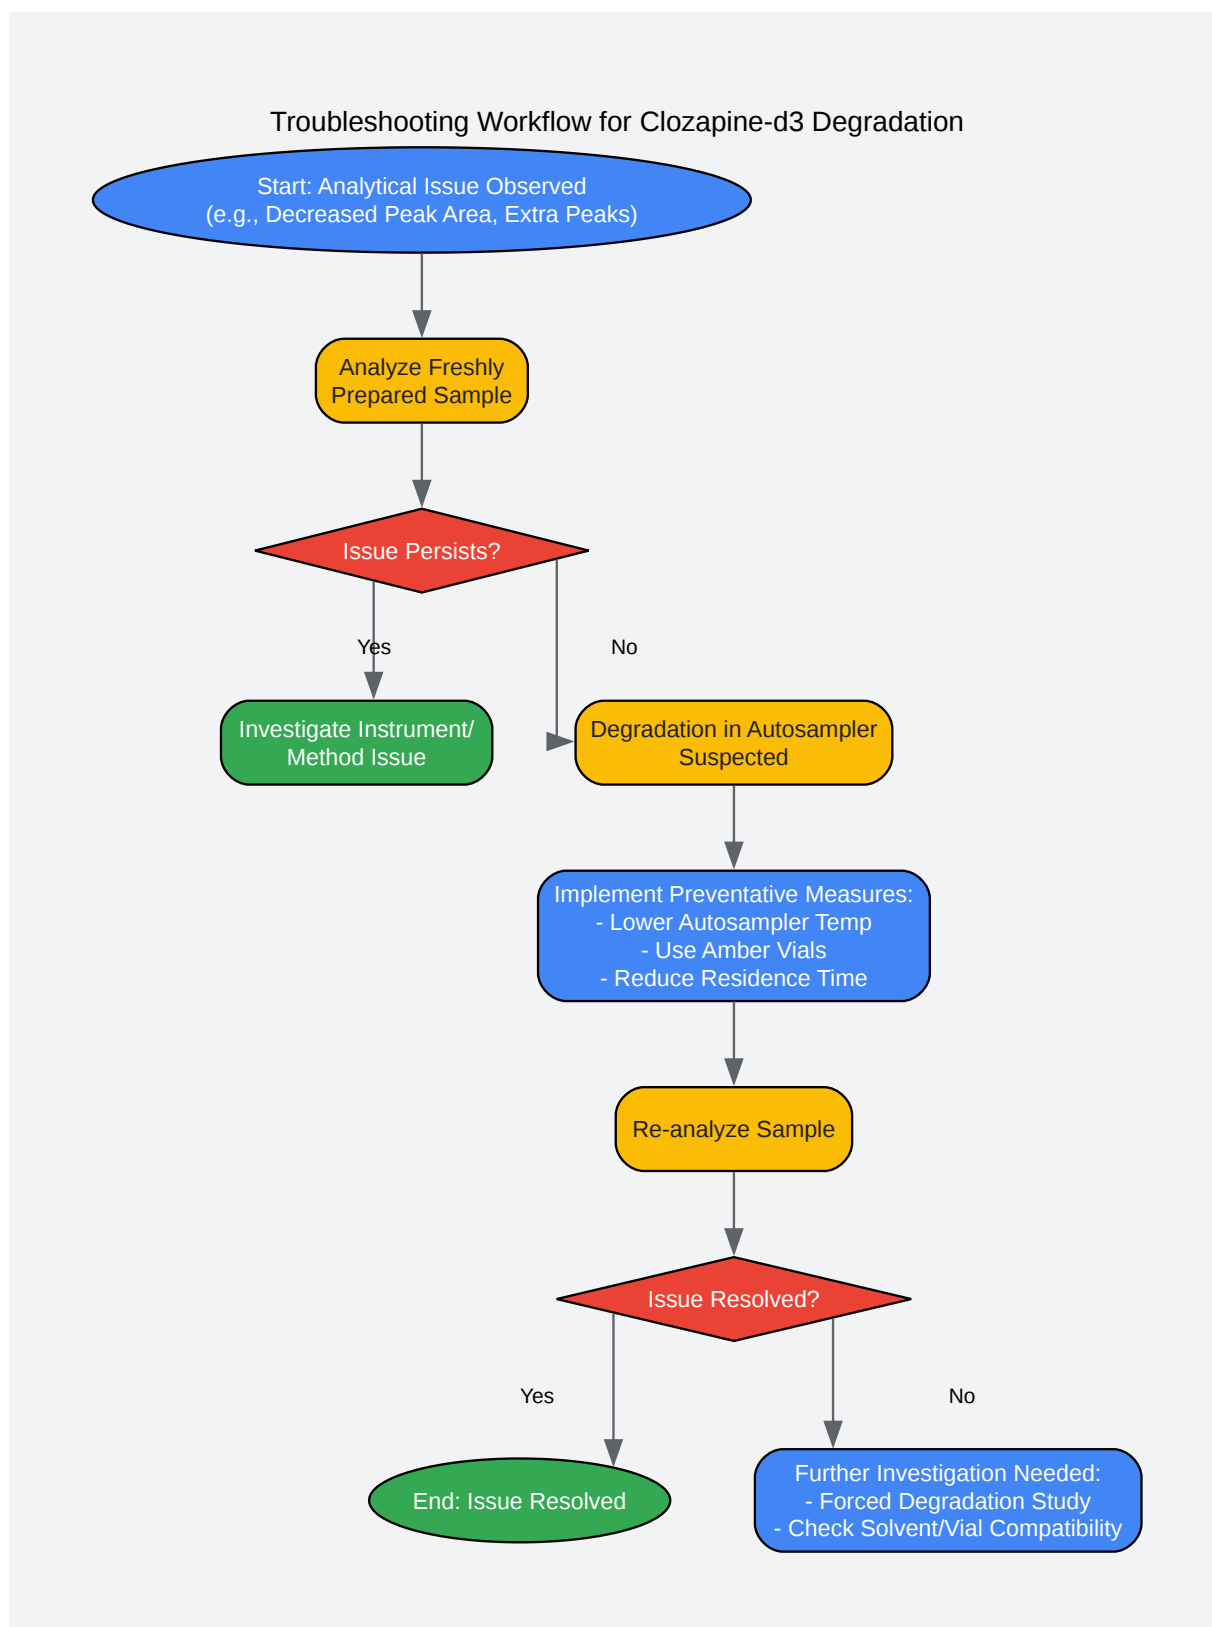 Troubleshooting Workflow for Clozapine-d3 Degradation
Start: Analytical Issue Observed
(e.g., Decreased Peak Area, Extra Peaks)
Analyze Freshly
Prepared Sample
Issue Persists?
Yes
No
Investigate Instrument/
Method Issue
Degradation in Autosampler
Suspected
Implement Preventative Measures:
- Lower Autosampler Temp
- Use Amber Vials
- Reduce Residence Time
Re-analyze Sample
Issue Resolved?
Yes
No
End: Issue Resolved
Further Investigation Needed:
- Forced Degradation Study
- Check Solvent/Vial Compatibility